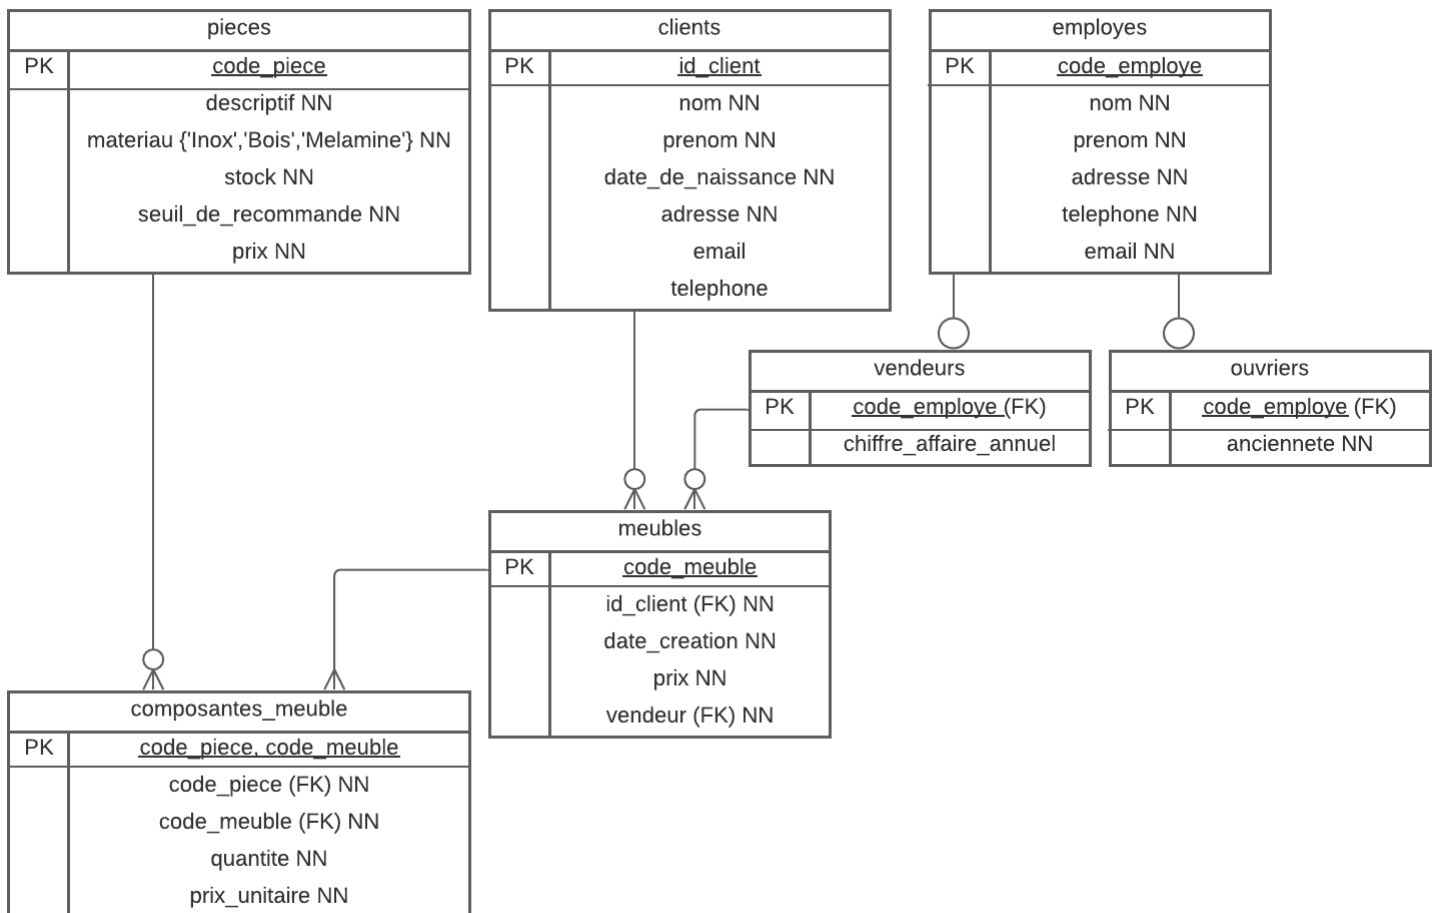 pieces
PK code_piece
descriptif NN
materiau {'Inox','Bois','Melamine'} NN
stock NN
seuil_de_recommande NN
prix NN
clients
PK id_client
nom NN
prenom NN
date_de_naissance NN
adresse NN
email
telephone
employes
PK code_employe
nom NN
prenom NN
adresse NN
telephone NN
email NN
vendeurs
PK code_employe (FK)
chiffre_affaire_annuel
ouvriers
PK code_employe (FK)
anciennete NN
meubles
PK code_meuble
id_client (FK) NN
date_creation NN
prix NN
vendeur (FK) NN
composantes_meuble
PK code_piece, code_meuble
code_piece (FK) NN
code_meuble (FK) NN
quantite NN
prix_unitaire NN